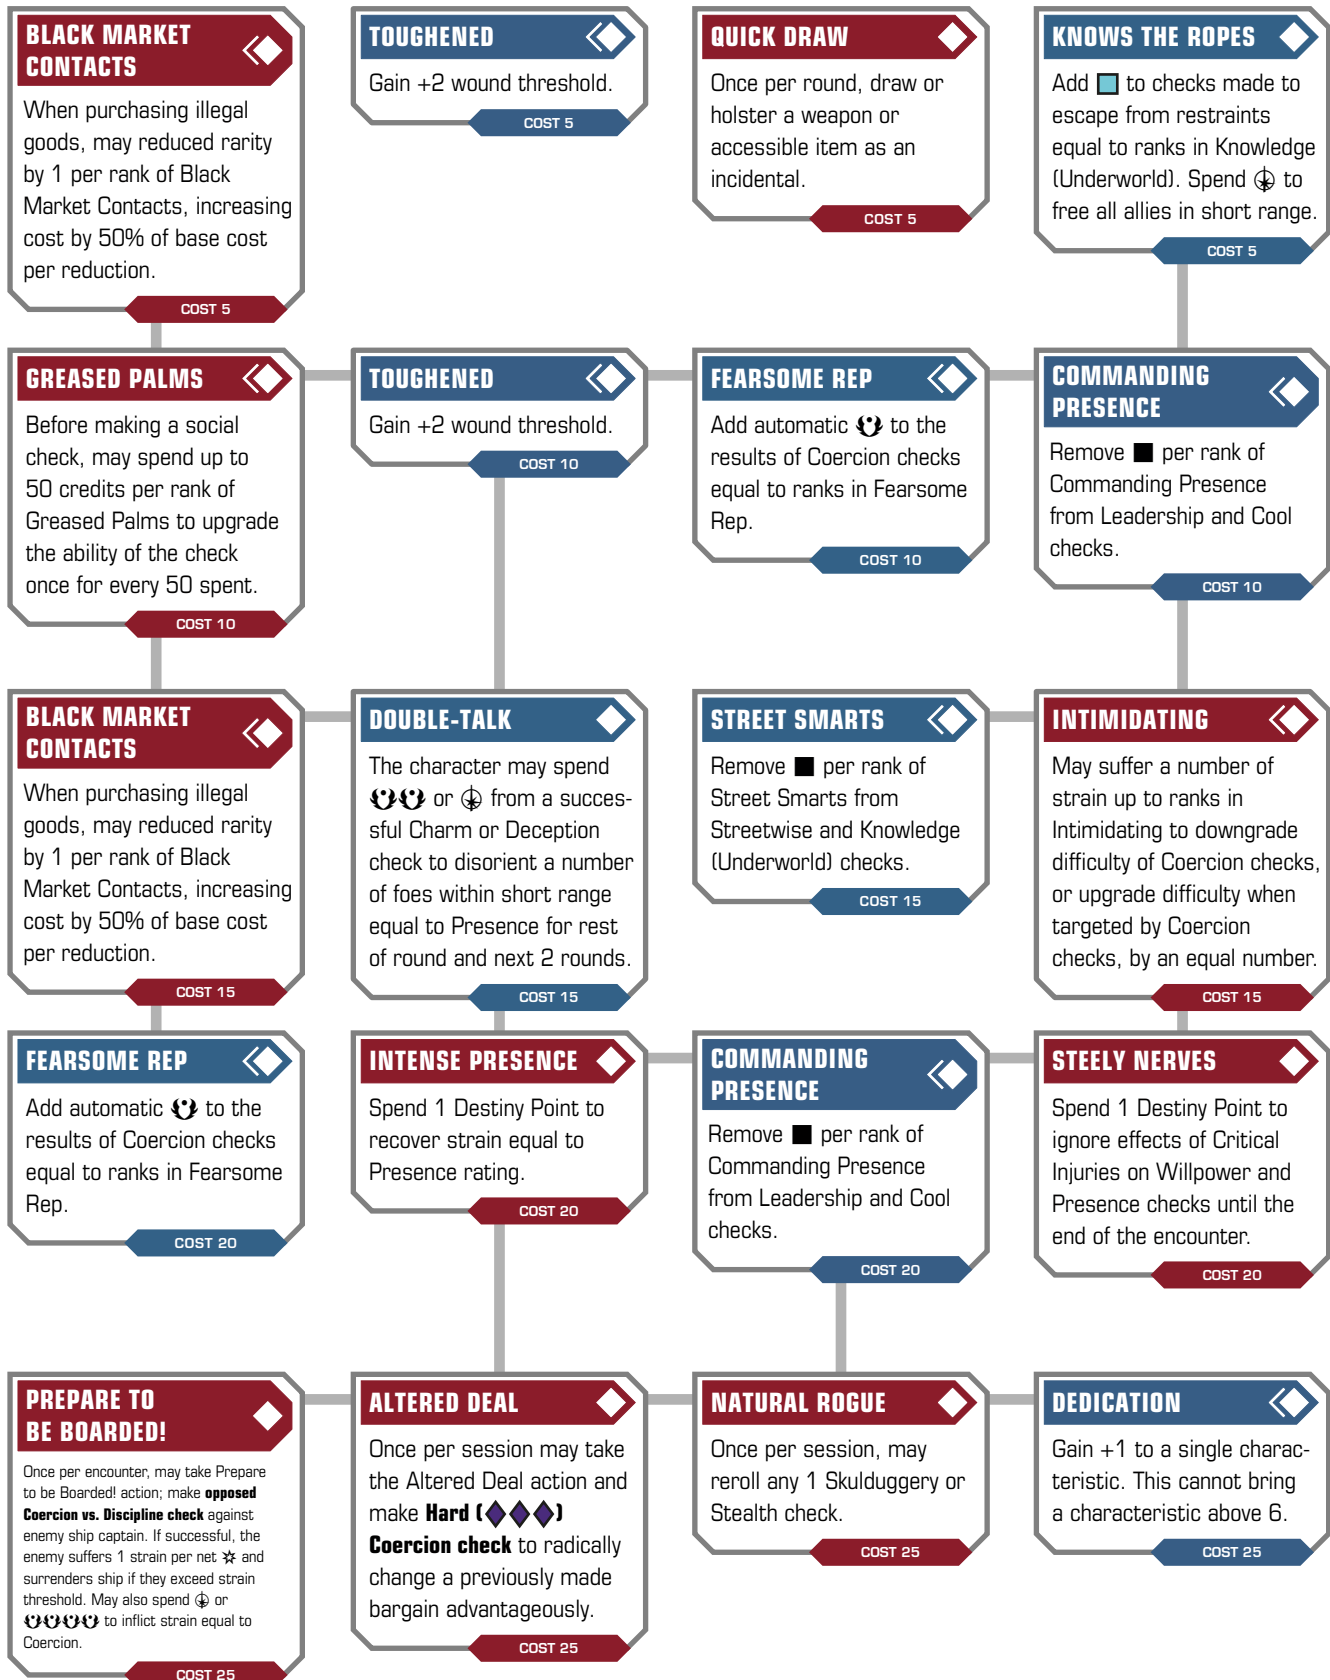 BLACK MARKET
CONTACTS
When purchasing illegal
goods, may reduced rarity
by 1 per rank of Black
Market Contacts, increasing
cost by 50% of base cost
per reduction.
COST 5
TOUGHENED
Gain +2 wound threshold.
COST 5
QUICK DRAW
Once per round, draw or
holster a weapon or
accessible item as an
incidental.
COST 5
KNOWS THE ROPES
Add to checks made to
escape from restraints
equal to ranks in Knowledge
(Underworld). Spend to
free all allies in short range.
COST 5
GREASED PALMS
Before making a social
check, may spend up to
50 credits per rank of
Greased Palms to upgrade
the ability of the check
once for every 50 spent.
COST 10
TOUGHENED
Gain +2 wound threshold.
COST 10
FEARSOME REP
Add automatic to the
results of Coercion checks
equal to ranks in Fearsome
Rep.
COST 10
COMMANDING
PRESENCE
Remove per rank of
Commanding Presence
from Leadership and Cool
checks.
COST 10
BLACK MARKET
CONTACTS
When purchasing illegal
goods, may reduced rarity
by 1 per rank of Black
Market Contacts, increasing
cost by 50% of base cost
per reduction.
COST 15
DOUBLE-TALK
The character may spend
or from a succes-
sful Charm or Deception
check to disorient a number
of foes within short range
equal to Presence for rest
of round and next 2 rounds.
COST 15
STREET SMARTS
Remove per rank of
Street Smarts from
Streetwise and Knowledge
(Underworld) checks.
COST 15
INTIMIDATING
May suffer a number of
strain up to ranks in
Intimidating to downgrade
difficulty of Coercion checks,
or upgrade difficulty when
targeted by Coercion
checks, by an equal number.
COST 15
FEARSOME REP
Add automatic to the
results of Coercion checks
equal to ranks in Fearsome
Rep.
COST 20
INTENSE PRESENCE
Spend 1 Destiny Point to
recover strain equal to
Presence rating.
COST 20
COMMANDING
PRESENCE
Remove per rank of
Commanding Presence
from Leadership and Cool
checks.
COST 20
STEELY NERVES
Spend 1 Destiny Point to
ignore effects of Critical
Injuries on Willpower and
Presence checks until the
end of the encounter.
COST 20
PREPARE TO
BE BOARDED!
Once per encounter, may take Prepare
to be Boarded! action; make opposed
Coercion vs. Discipline check against
enemy ship captain. If successful, the
enemy suffers 1 strain per net and
surrenders ship if they exceed strain
threshold. May also spend or
to inflict strain equal to
Coercion.
COST 25
ALTERED DEAL
Once per session may take
the Altered Deal action and
make Hard ( )
Coercion check to radically
change a previously made
bargain advantageously.
COST 25
NATURAL ROGUE
Once per session, may
reroll any 1 Skulduggery or
Stealth check.
COST 25
DEDICATION
Gain +1 to a single charac-
teristic. This cannot bring
a characteristic above 6.
COST 25